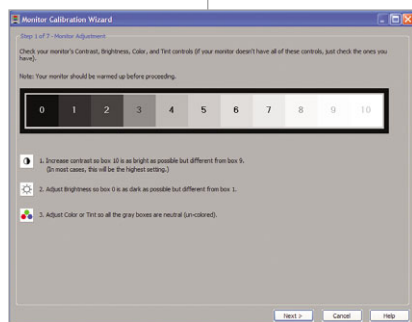 Monitor Calibration Wizard
Step 1 of 7 - Monitor Adjustment
Check your monitor's Contrast, Brightness, Color, and Tint controls (if your monitor doesn't have all of these controls, just check the ones you
have).
Note: Your monitor should be warmed up before proceeding.
0 1 2 3 4 5 6 7 8 9 10
1. Increase contrast so box 10 is as bright as possible but different from box 9.
(In most cases, this will be the highest setting.)
2. Adjust Brightness so box 0 is as dark as possible but different from box 1.
3. Adjust Color or Tint so all the gray boxes are neutral (un-colored).
Next > Cancel Help